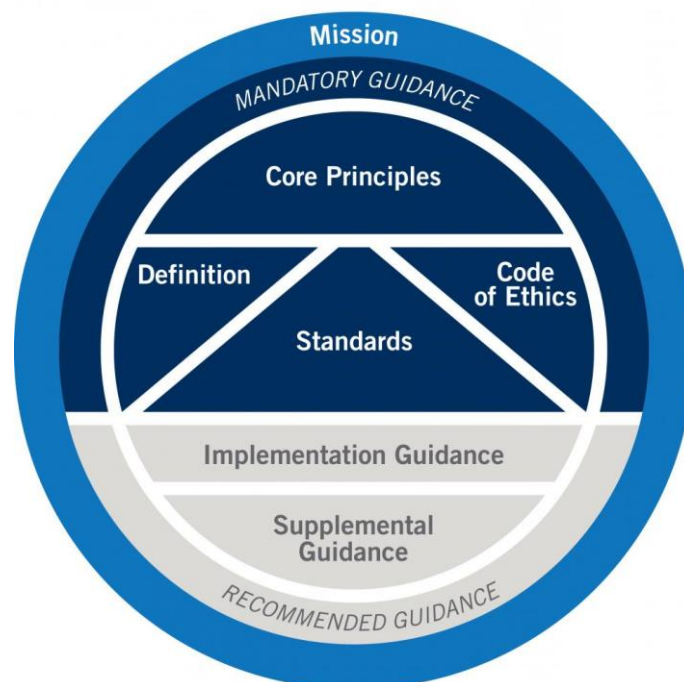 Mission
MANDATORY GUIDANCE
Core Principles
Definition
Code
of Ethics
Standards
Implementation Guidance
Supplemental
Guidance
RECOMMENDED GUIDANCE